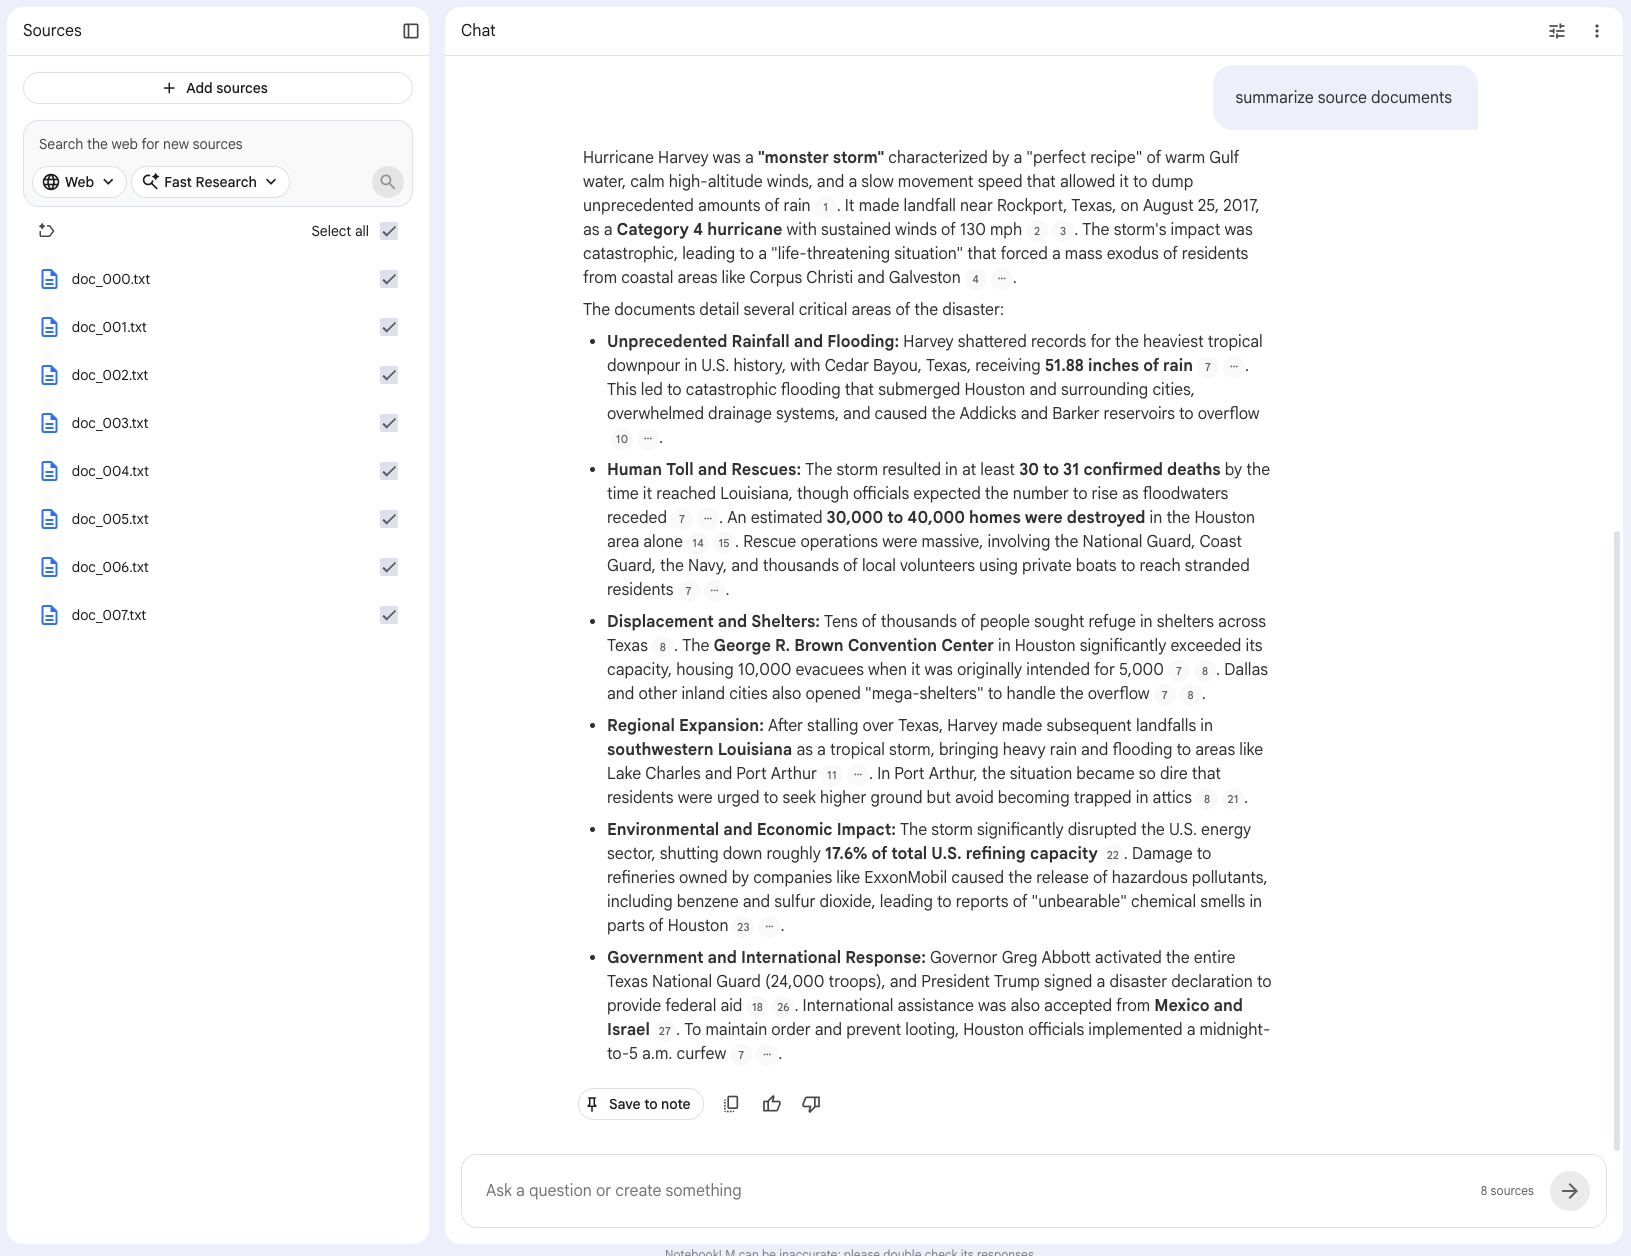 Sources
Add sources
Search the web for new sources
Web
Fast Research
Select all
doc_000.txt
doc_001.txt
doc_002.txt
doc_003.txt
doc_004.txt
doc_005.txt
doc_006.txt
doc_007.txt
Chat
summarize source documents
Hurricane Harvey was a "monster storm" characterized by a "perfect recipe" of warm Gulf
water, calm high-altitude winds, and a slow movement speed that allowed it to dump
unprecedented amounts of rain 1 . It made landfall near Rockport, Texas, on August 25, 2017,
as a Category 4 hurricane with sustained winds of 130 mph 2 3 . The storm's impact was
catastrophic, leading to a "life-threatening situation" that forced a mass exodus of residents
from coastal areas like Corpus Christi and Galveston 4 ... .
The documents detail several critical areas of the disaster:
• Unprecedented Rainfall and Flooding: Harvey shattered records for the heaviest tropical
downpour in U.S. history, with Cedar Bayou, Texas, receiving 51.88 inches of rain 7 ... .
This led to catastrophic flooding that submerged Houston and surrounding cities,
overwhelmed drainage systems, and caused the Addicks and Barker reservoirs to overflow
10 ... .
• Human Toll and Rescues: The storm resulted in at least 30 to 31 confirmed deaths by the
time it reached Louisiana, though officials expected the number to rise as floodwaters
receded 7 ... . An estimated 30,000 to 40,000 homes were destroyed in the Houston
area alone 14 15 . Rescue operations were massive, involving the National Guard, Coast
Guard, the Navy, and thousands of local volunteers using private boats to reach stranded
residents 7 ... .
• Displacement and Shelters: Tens of thousands of people sought refuge in shelters across
Texas 8 . The George R. Brown Convention Center in Houston significantly exceeded its
capacity, housing 10,000 evacuees when it was originally intended for 5,000 7 8 . Dallas
and other inland cities also opened "mega-shelters" to handle the overflow 7 8 .
• Regional Expansion: After stalling over Texas, Harvey made subsequent landfalls in
southwestern Louisiana as a tropical storm, bringing heavy rain and flooding to areas like
Lake Charles and Port Arthur 11 ... . In Port Arthur, the situation became so dire that
residents were urged to seek higher ground but avoid becoming trapped in attics 8 21 .
• Environmental and Economic Impact: The storm significantly disrupted the U.S. energy
sector, shutting down roughly 17.6% of total U.S. refining capacity 22 . Damage to
refineries owned by companies like ExxonMobil caused the release of hazardous pollutants,
including benzene and sulfur dioxide, leading to reports of "unbearable" chemical smells in
parts of Houston 23 ... .
• Government and International Response: Governor Greg Abbott activated the entire
Texas National Guard (24,000 troops), and President Trump signed a disaster declaration to
provide federal aid 18 26 . International assistance was also accepted from Mexico and
Israel 27 . To maintain order and prevent looting, Houston officials implemented a midnight-
to-5 a.m. curfew 7 ... .
Save to note
Ask a question or create something
8 sources
NotebookLM can be inaccurate; please double check its responses.